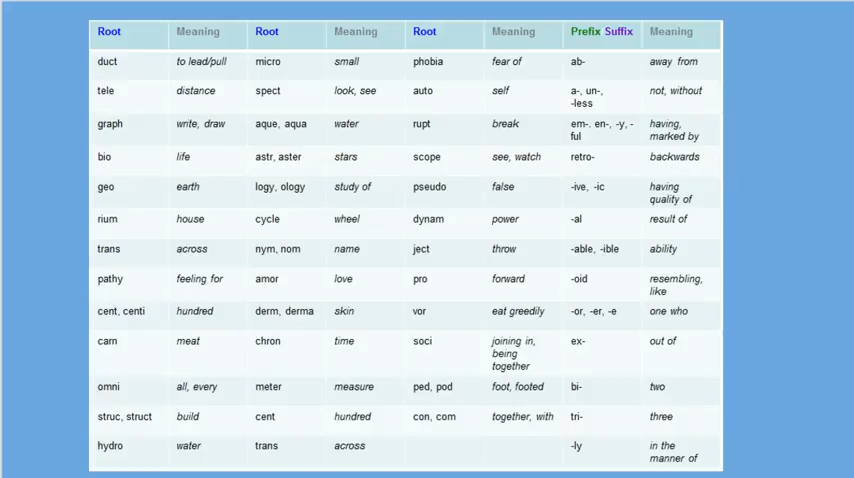 Root Meaning Root Meaning Root Meaning Prefix Suffix Meaning
duct to lead/pull micro small phobia fear of ab- away from
tele distance spect look, see auto self a-, un-, not, without
-less
graph write, draw aque, aqua water rupt break em-. en-, -y, - having,
ful marked by
bio life astr, aster stars scope see, watch retro- backwards
geo earth logy, ology study of pseudo false -ive, -ic having
quality of
rium house cycle wheel dynam power -al result of
trans across nym, nom name ject throw -able, -ible ability
pathy feeling for amor love pro forward -oid resembling,
like
cent, centi hundred derm, derma skin vor eat greedily -or, -er, -e one who
carn meat chron time soci joining in, ex- out of
being
together
omni all, every meter measure ped, pod foot, footed bi- two
struc, struct build cent hundred con, com together, with tri- three
hydro water trans across -ly in the
manner of